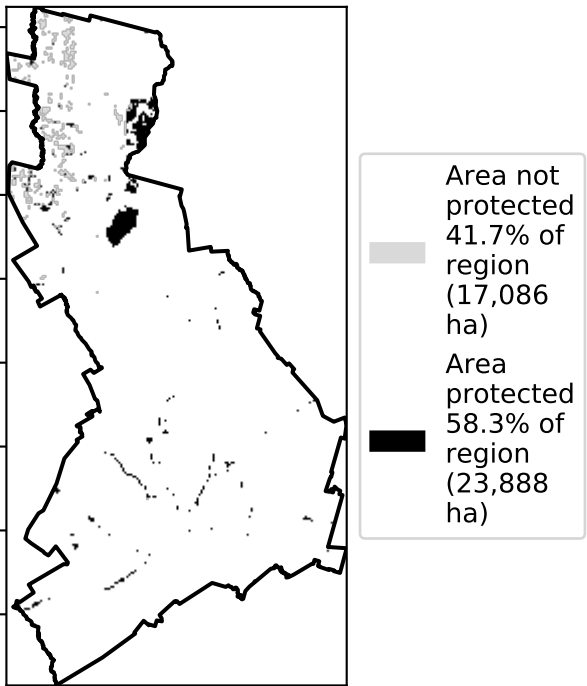 Area not
protected
41.7% of
region
(17,086
ha)
Area
protected
58.3% of
region
(23,888
ha)